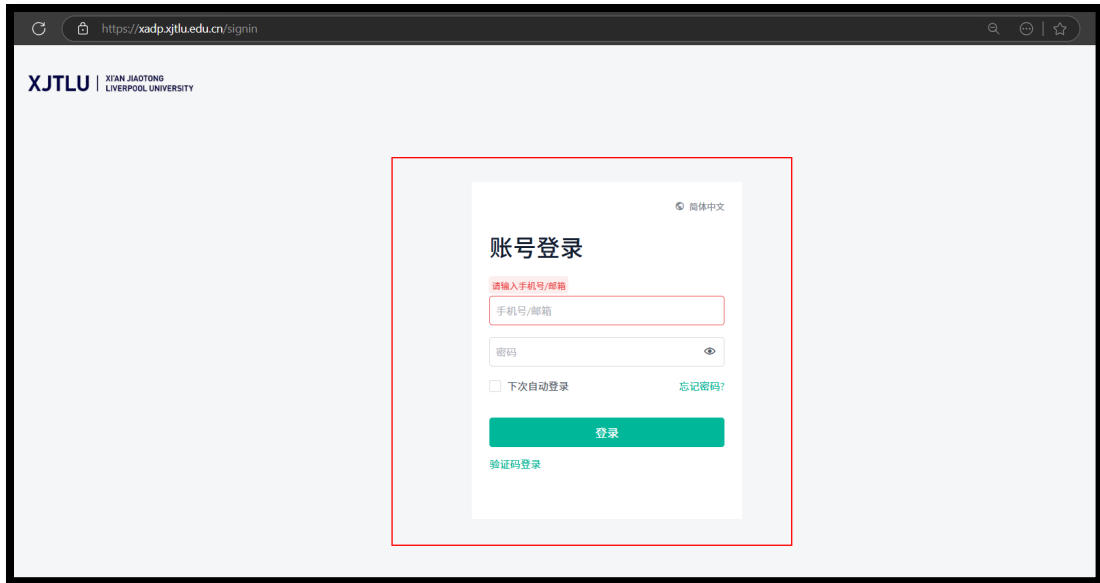 https://xadp.xjtlu.edu.cn/signin
XJTLU
XI'AN JIAOTONG
LIVERPOOL UNIVERSITY
简体中文
账号登录
请输入手机号/邮箱
手机号/邮箱
密码
下次自动登录
忘记密码?
登录
验证码登录